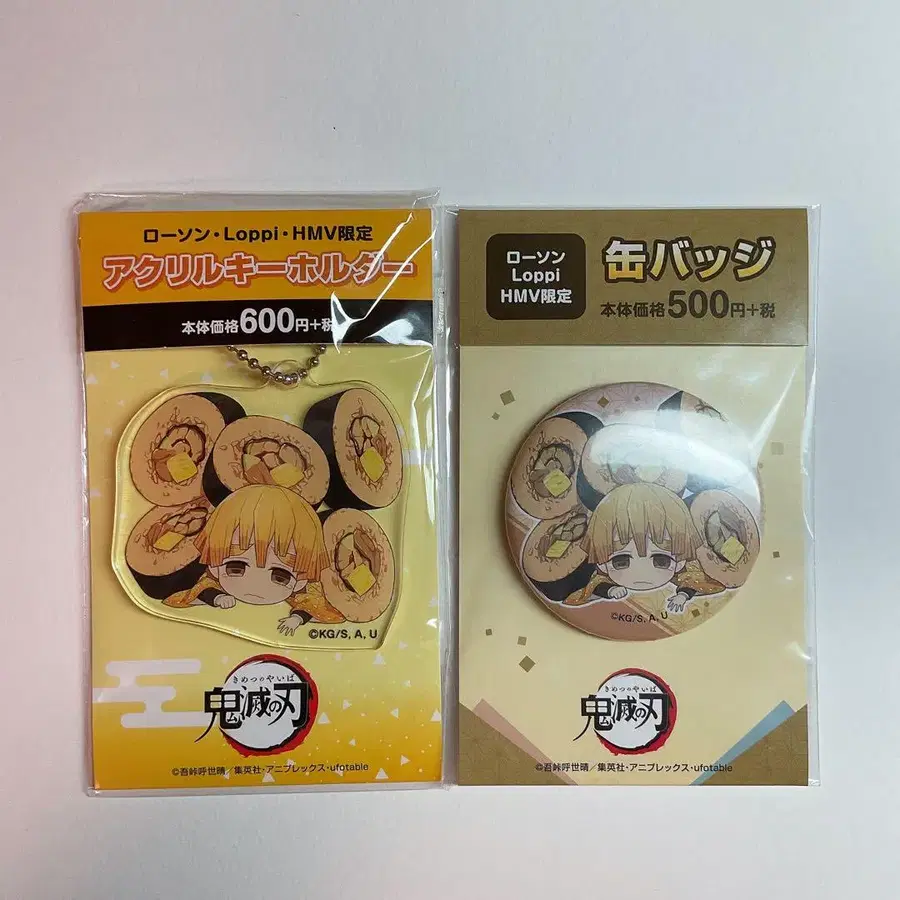 ローソン・Loppi・HMV限定
アクリルキーホルダー
本体価格600円+税
©KG/S, A, U
きめつのやいば
鬼滅の刃
©吾峠呼世晴／集英社・アニプレックス・ufotable
ローソン
Loppi
HMV限定
缶バッジ
本体価格500円+税
©KG/S, A, U
きめつのやいば
鬼滅の刃
©吾峠呼世晴／集英社・アニプレックス・ufotable